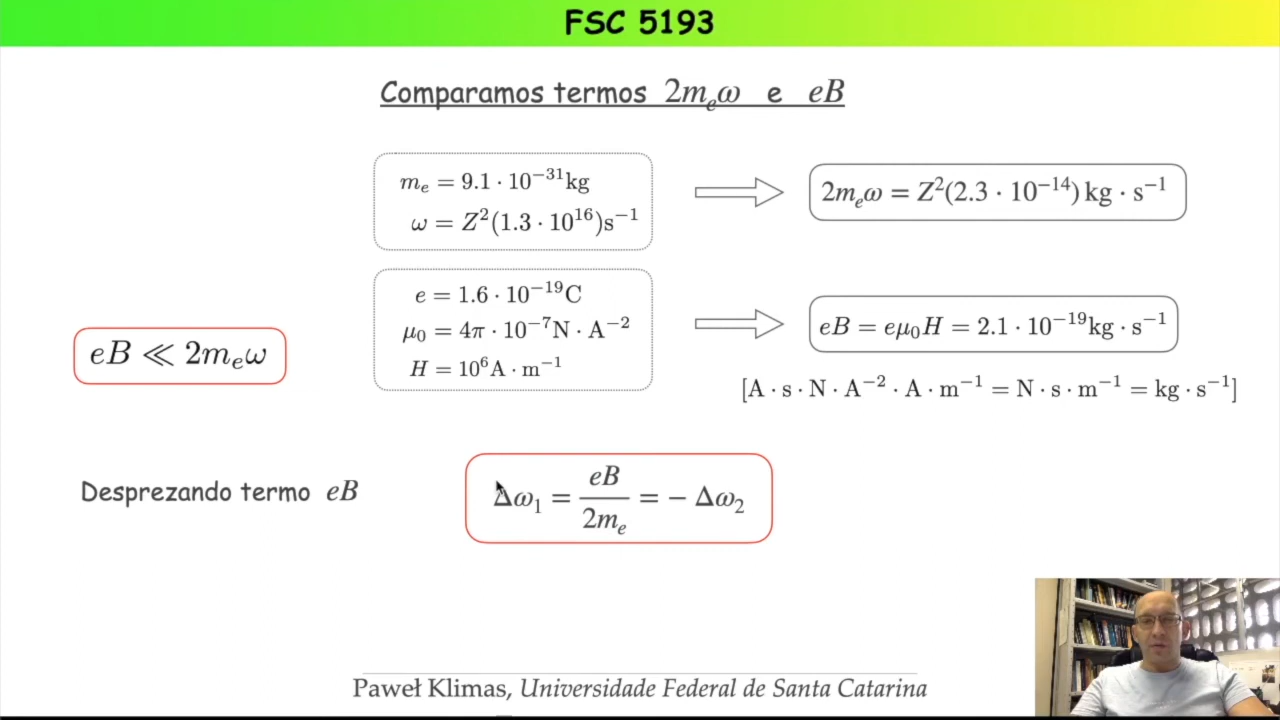 FSC 5193
Comparamos termos 2mₑω e eB
mₑ = 9.1 · 10⁻³¹kg
ω = Z²(1.3 · 10¹⁶)s⁻¹
2mₑω = Z²(2.3 · 10⁻¹⁴) kg · s⁻¹
e = 1.6 · 10⁻¹⁹C
μ₀ = 4π · 10⁻⁷N · A⁻²
H = 10⁶A · m⁻¹
eB = eμ₀H = 2.1 · 10⁻¹⁹kg · s⁻¹
[A · s · N · A⁻² · A · m⁻¹ = N · s · m⁻¹ = kg · s⁻¹]
eB ≪ 2mₑω
Desprezando termo eB
Δω₁ = eB / 2mₑ = − Δω₂
Paweł Klimas, Universidade Federal de Santa Catarina